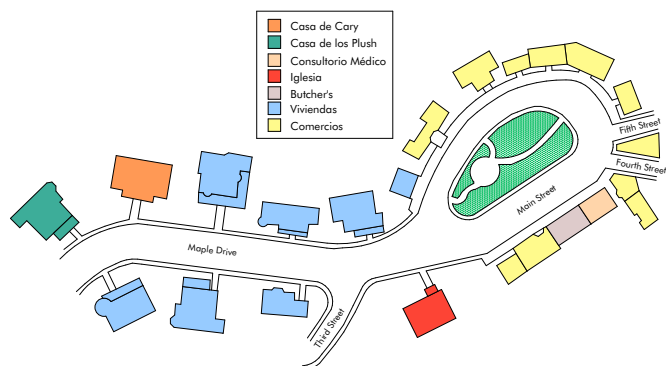 Casa de Cary
Casa de los Plush
Consultorio Médico
Iglesia
Butcher's
Viviendas
Comercios
Fifth Street
Fourth Street
Main Street
Maple Drive
Third Street